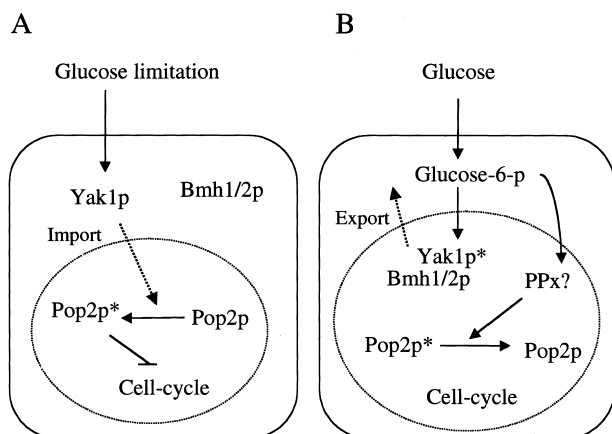 A
Glucose limitation
Yak1p
Bmh1/2p
Import
Pop2p*
Pop2p
Cell-cycle
B
Glucose
Glucose-6-p
Export
Yak1p*
Bmh1/2p
PPx?
Pop2p*
Pop2p
Cell-cycle